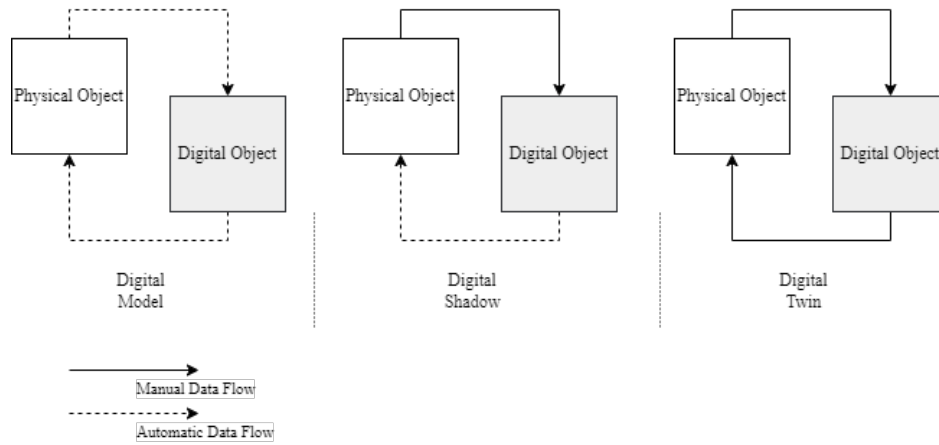 Physical Object
Digital Object
Physical Object
Digital Object
Physical Object
Digital Object
Digital
Model
Digital
Shadow
Digital
Twin
Manual Data Flow
Automatic Data Flow